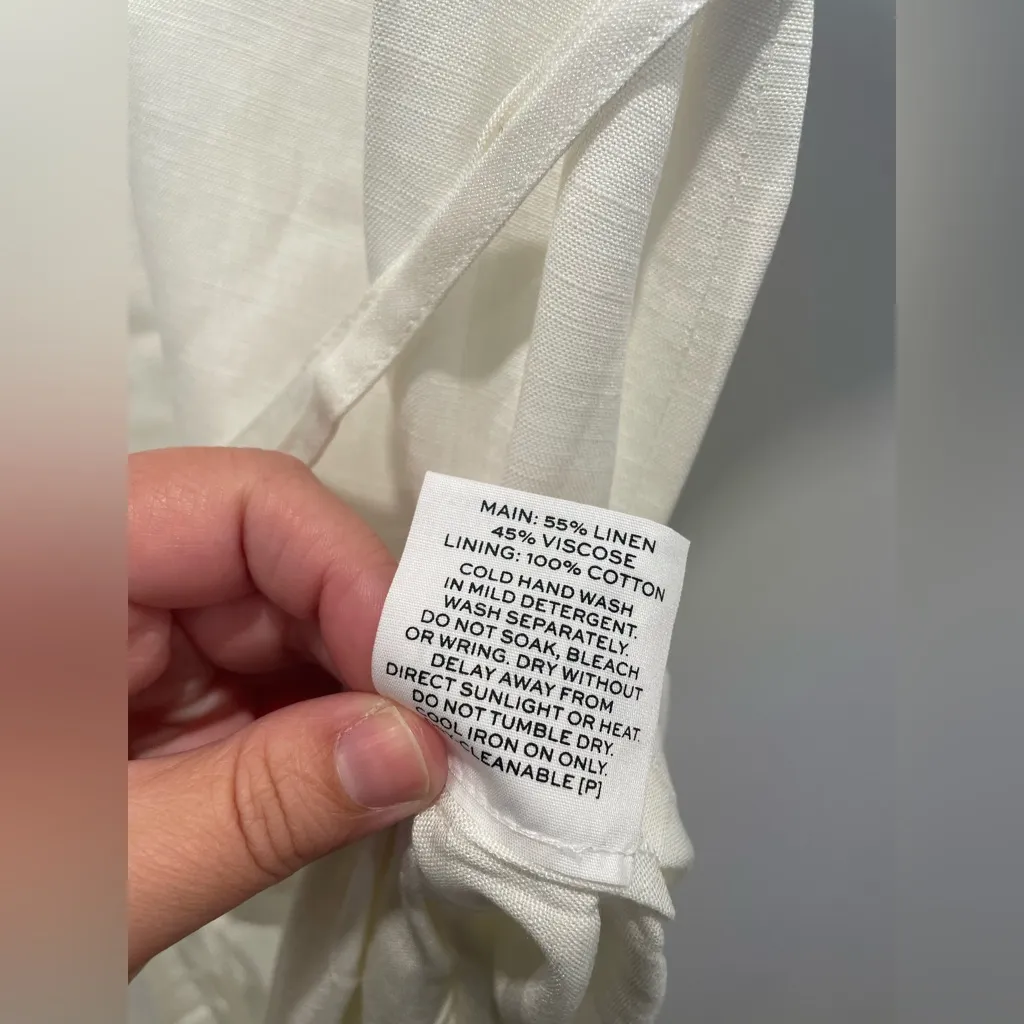 MAIN: 55% LINEN
45% VISCOSE
LINING: 100% COTTON
COLD HAND WASH
IN MILD DETERGENT.
WASH SEPARATELY.
DO NOT SOAK, BLEACH
OR WRING. DRY WITHOUT
DELAY AWAY FROM
DIRECT SUNLIGHT OR HEAT.
DO NOT TUMBLE DRY.
COOL IRON ON ONLY.
CLEANABLE [P]